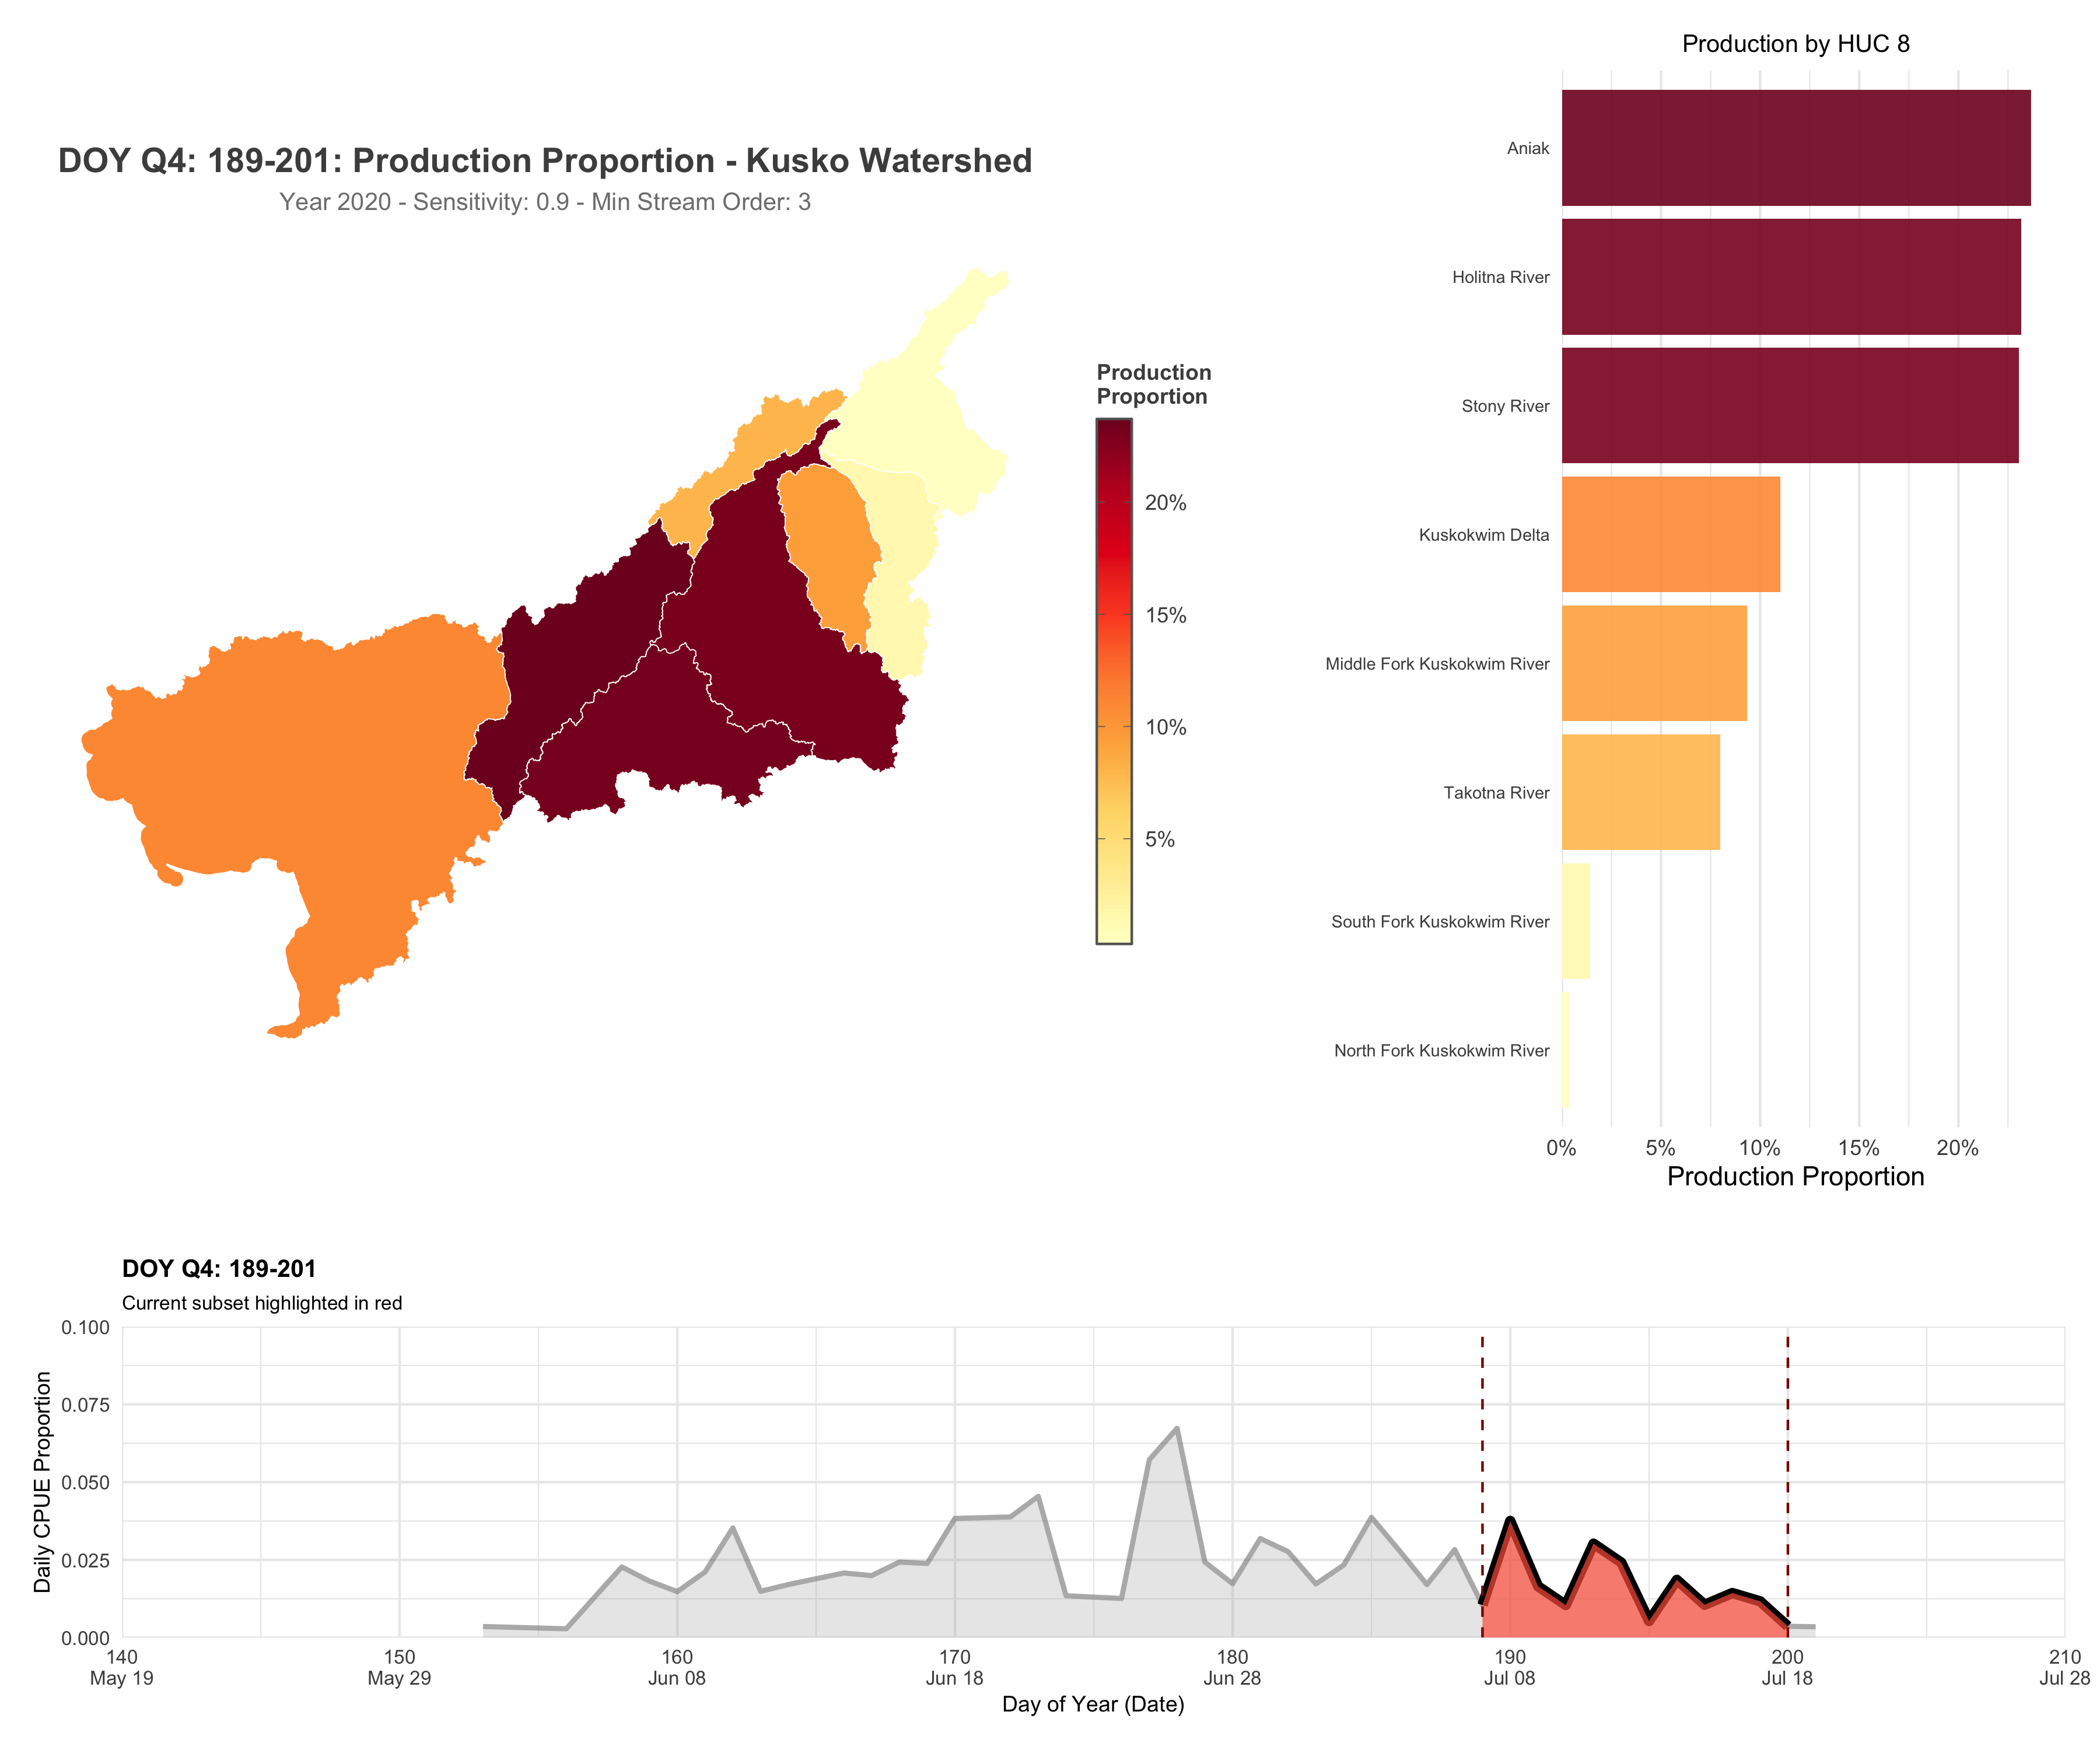 DOY Q4: 189-201: Production Proportion - Kusko Watershed
Year 2020 - Sensitivity: 0.9 - Min Stream Order: 3
Production
Proportion
20%
15%
10%
5%
Production by HUC 8
Aniak
Holitna River
Stony River
Kuskokwim Delta
Middle Fork Kuskokwim River
Takotna River
South Fork Kuskokwim River
North Fork Kuskokwim River
0% 5% 10% 15% 20%
Production Proportion
DOY Q4: 189-201
Current subset highlighted in red
Daily CPUE Proportion
0.100
0.075
0.050
0.025
0.000
140 150 160 170 180 190 200 210
May 19 May 29 Jun 08 Jun 18 Jun 28 Jul 08 Jul 18 Jul 28
Day of Year (Date)